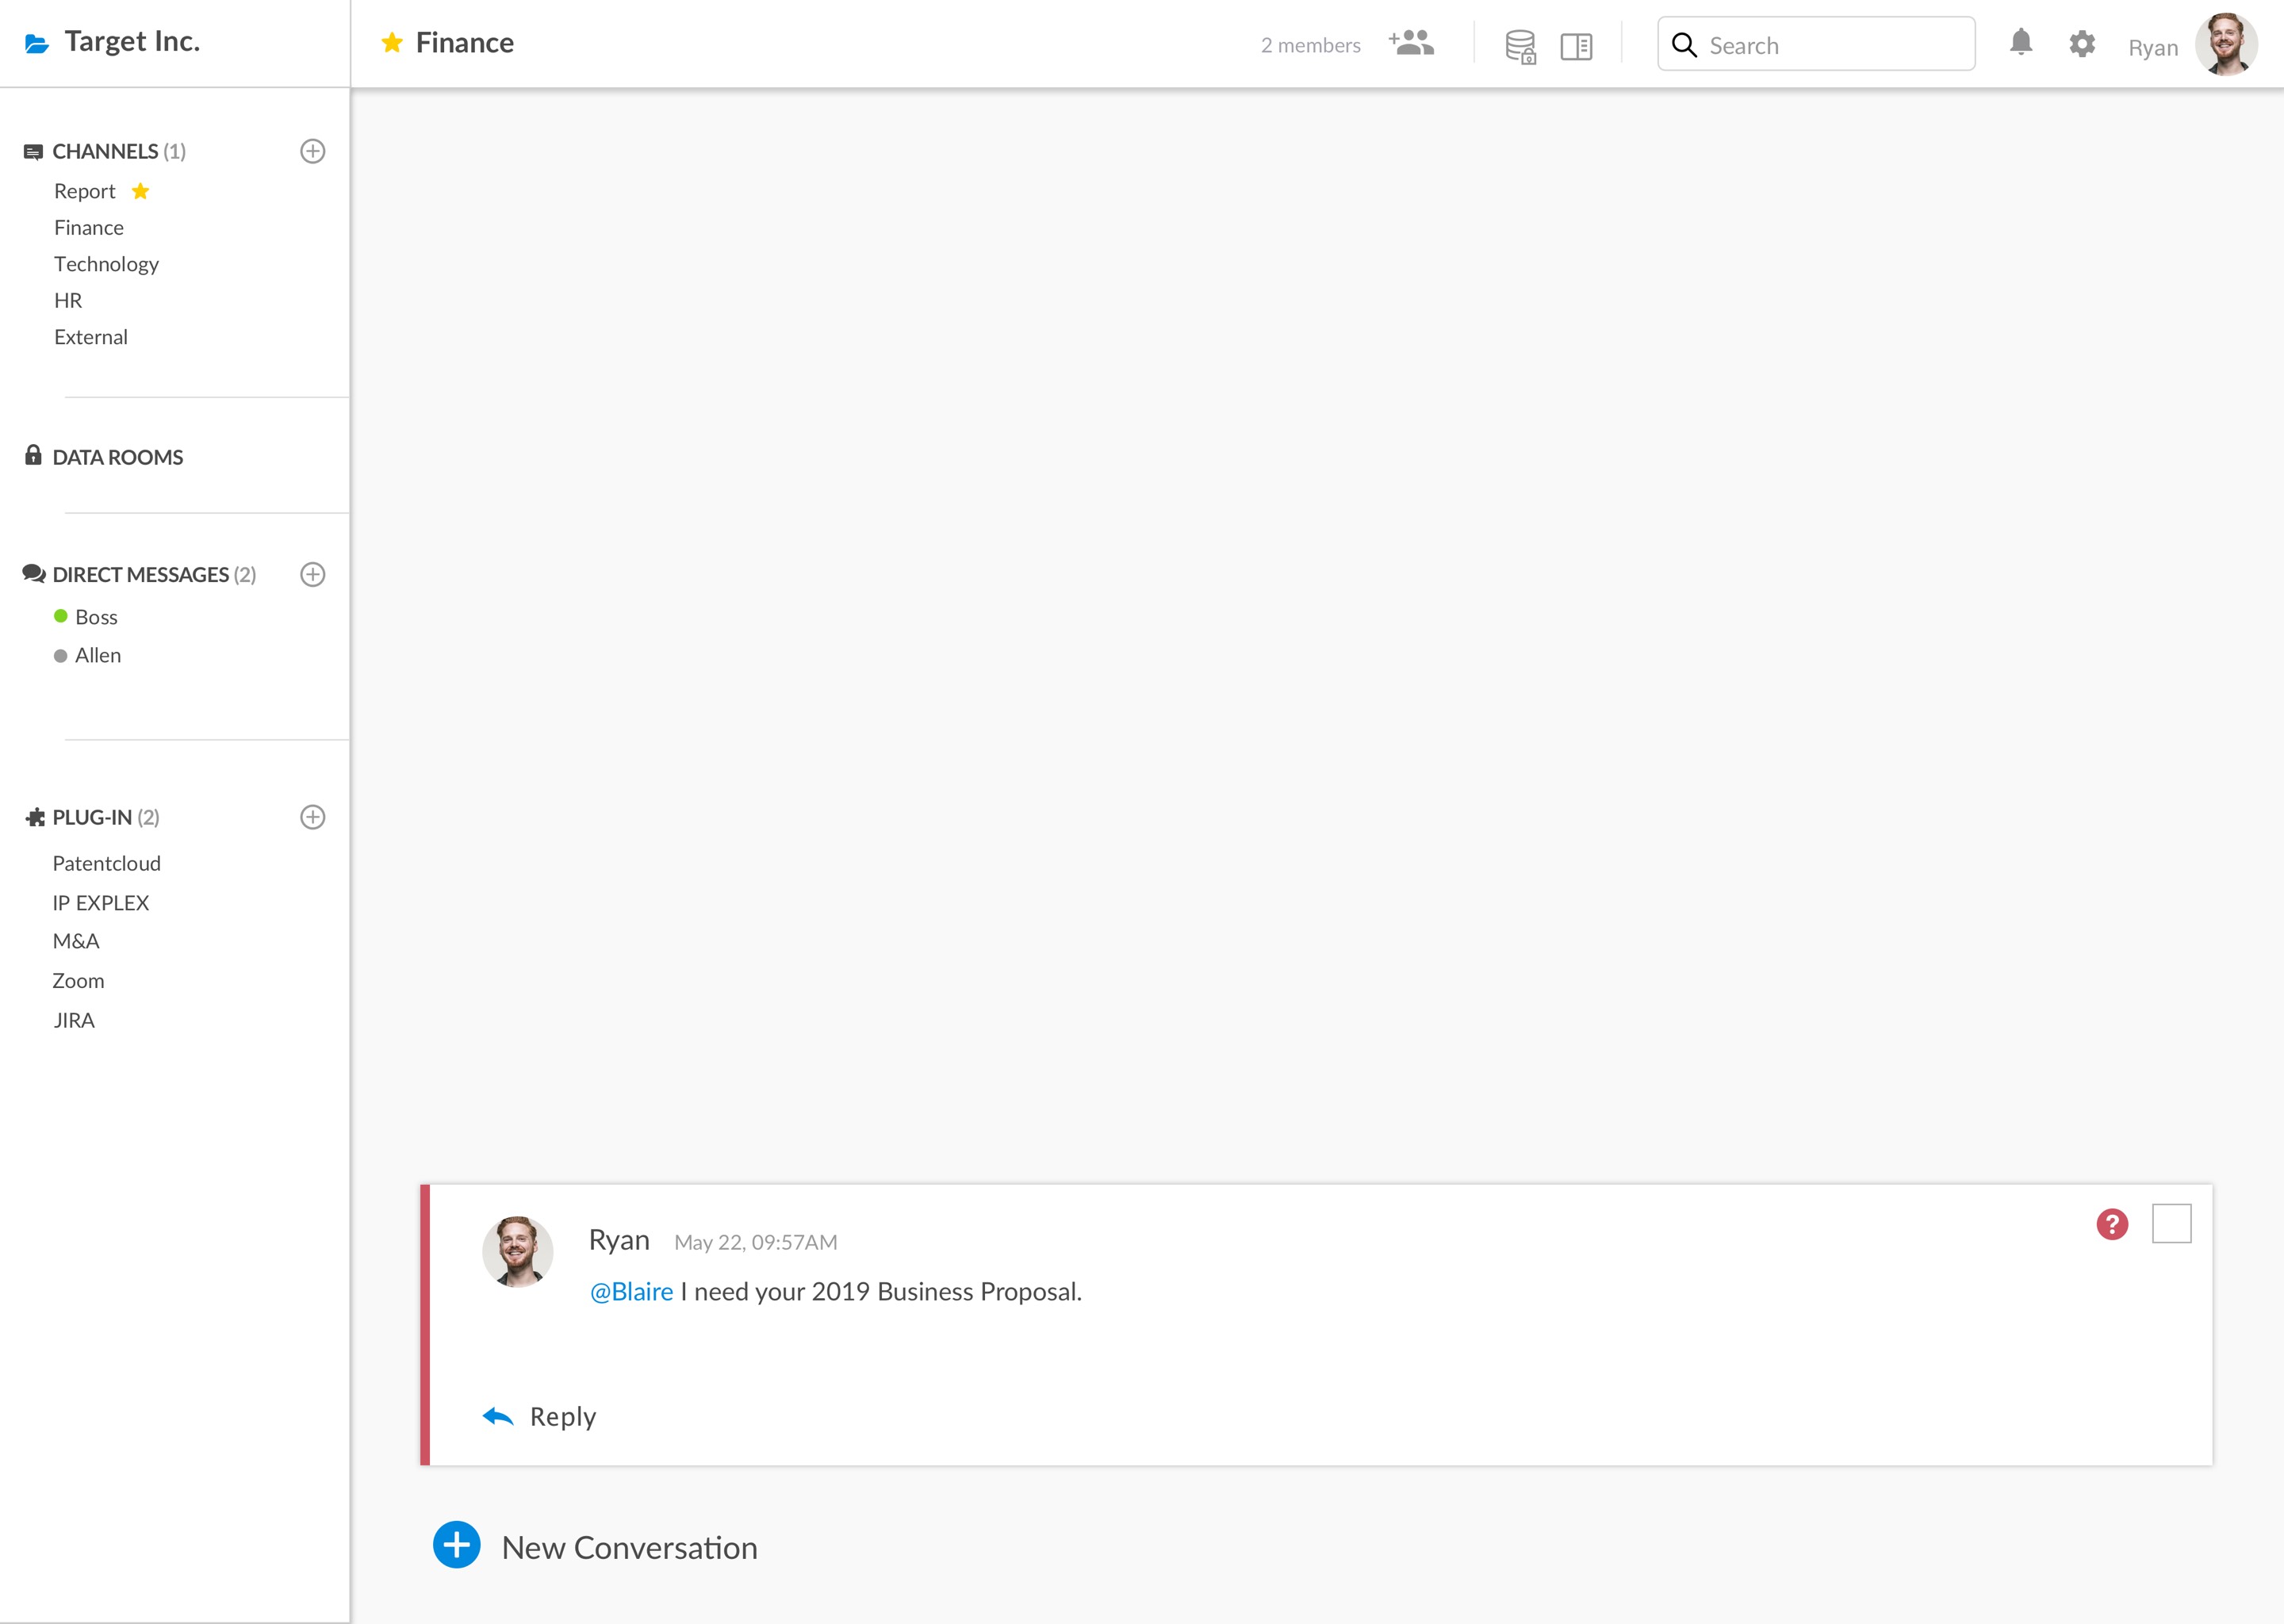 Target Inc.
Finance
2 members
Search
Ryan
CHANNELS (1)
Report
Finance
Technology
HR
External
DATA ROOMS
DIRECT MESSAGES (2)
Boss
Allen
PLUG-IN (2)
Patentcloud
IP EXPLEX
M&A
Zoom
JIRA
Ryan May 22, 09:57AM
?
@Blaire I need your 2019 Business Proposal.
Reply
New Conversation